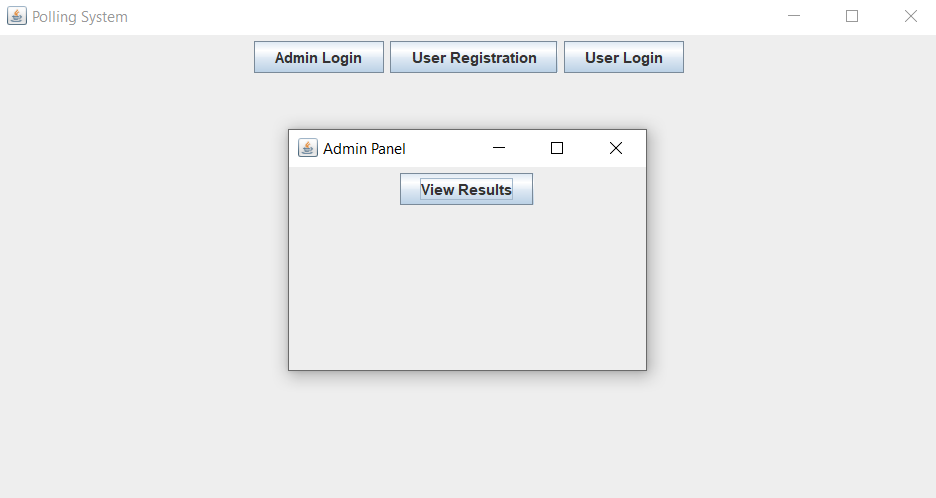 Polling System
Admin Login User Registration User Login
Admin Panel
View Results